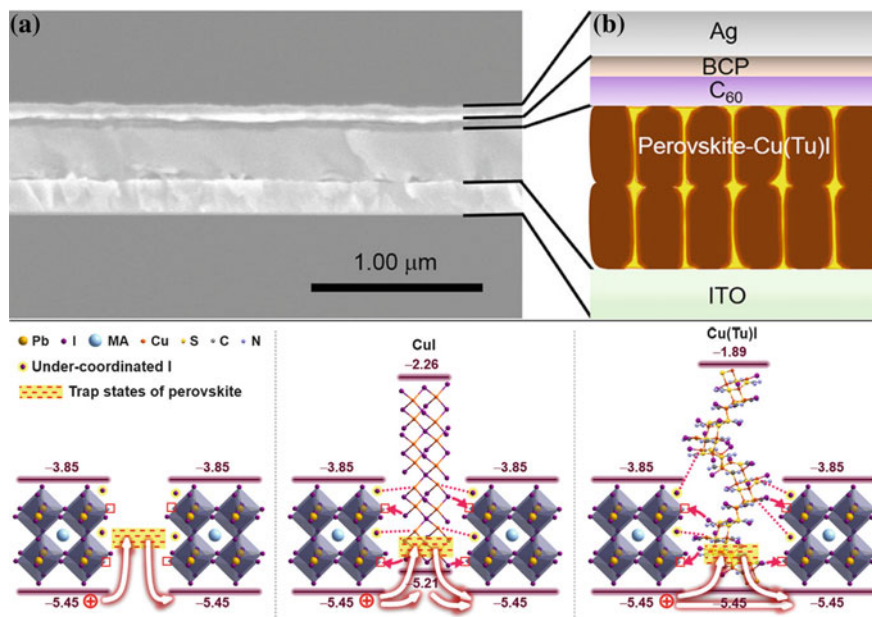 (a)
1.00 μm
(b)
Ag
BCP
C₆₀
Perovskite-Cu(Tu)I
ITO
Pb I MA Cu S C N
Under-coordinated I
Trap states of perovskite
−3.85 −3.85
−5.45 −5.45
CuI
−2.26
−3.85 −3.85
−5.21
−5.45 −5.45
Cu(Tu)I
−1.89
−3.85 −3.85
−5.45 −5.45 −5.45